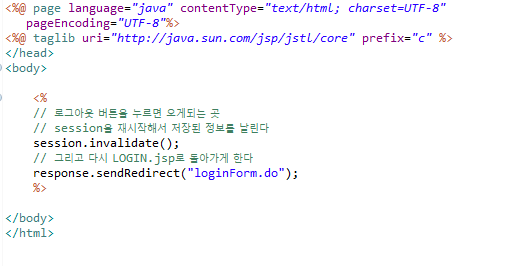 <%@ page language="java" contentType="text/html; charset=UTF-8"
pageEncoding="UTF-8"%>
<%@ taglib uri="http://java.sun.com/jsp/jstl/core" prefix="c" %>
</head>
<body>
<%
// 로그아웃 버튼을 누르면 오게되는 곳
// session을 재시작해서 저장된 정보를 날린다
session.invalidate();
// 그리고 다시 LOGIN.jsp로 돌아가게 한다
response.sendRedirect("loginForm.do");
%>
</body>
</html>